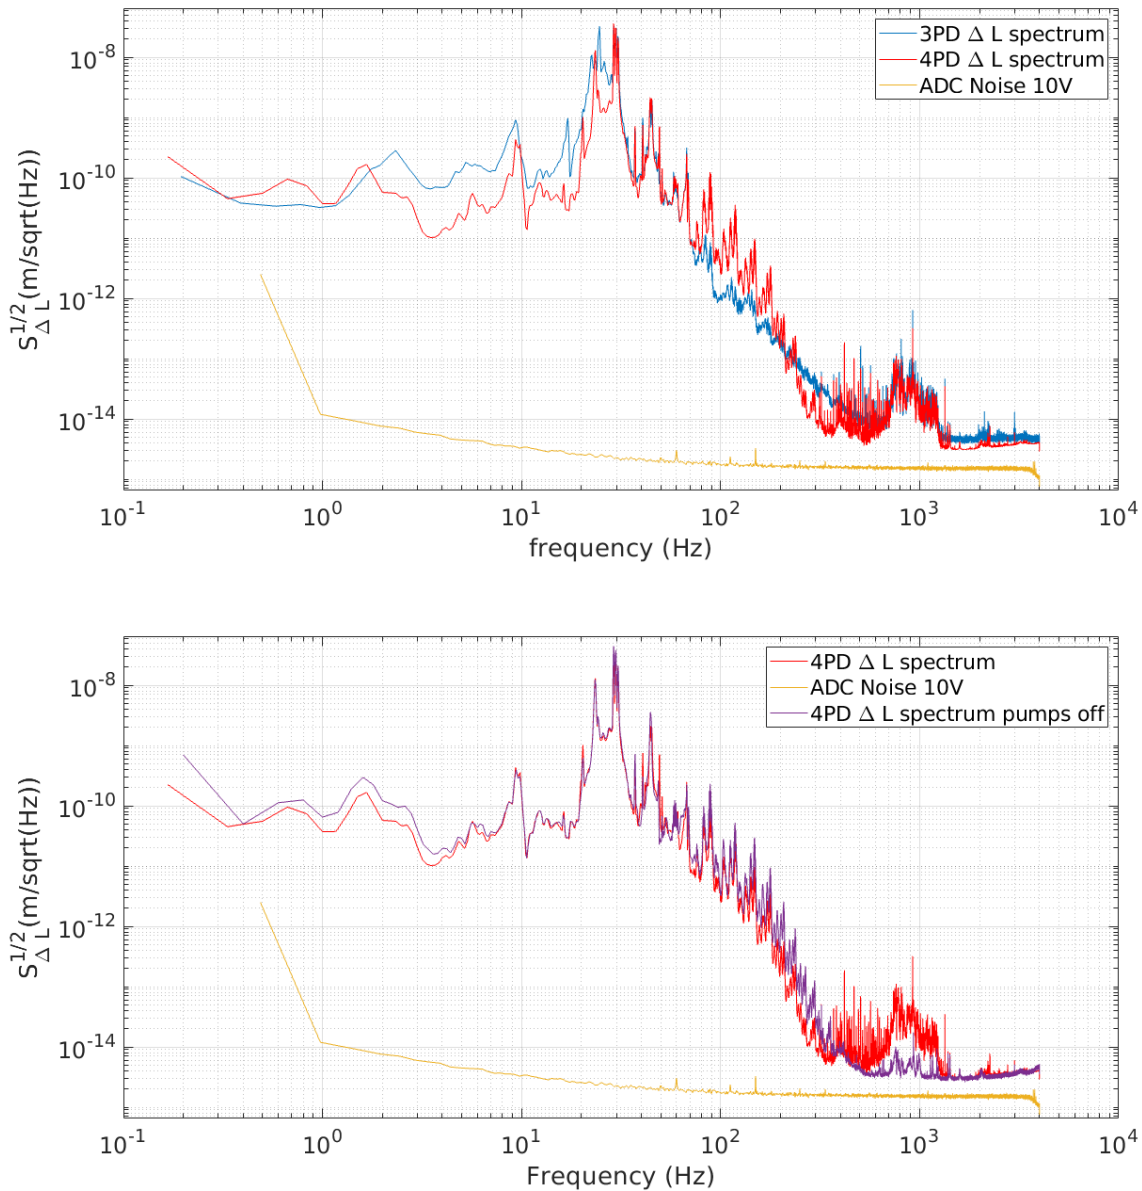 3PD Δ L spectrum
4PD Δ L spectrum
ADC Noise 10V
10^-8
10^-10
10^-12
10^-14
S^1/2_Δ L (m/sqrt(Hz))
10^-1 10^0 10^1 10^2 10^3 10^4
frequency (Hz)
4PD Δ L spectrum
ADC Noise 10V
4PD Δ L spectrum pumps off
10^-8
10^-10
10^-12
10^-14
S^1/2_Δ L (m/sqrt(Hz))
10^-1 10^0 10^1 10^2 10^3 10^4
Frequency (Hz)